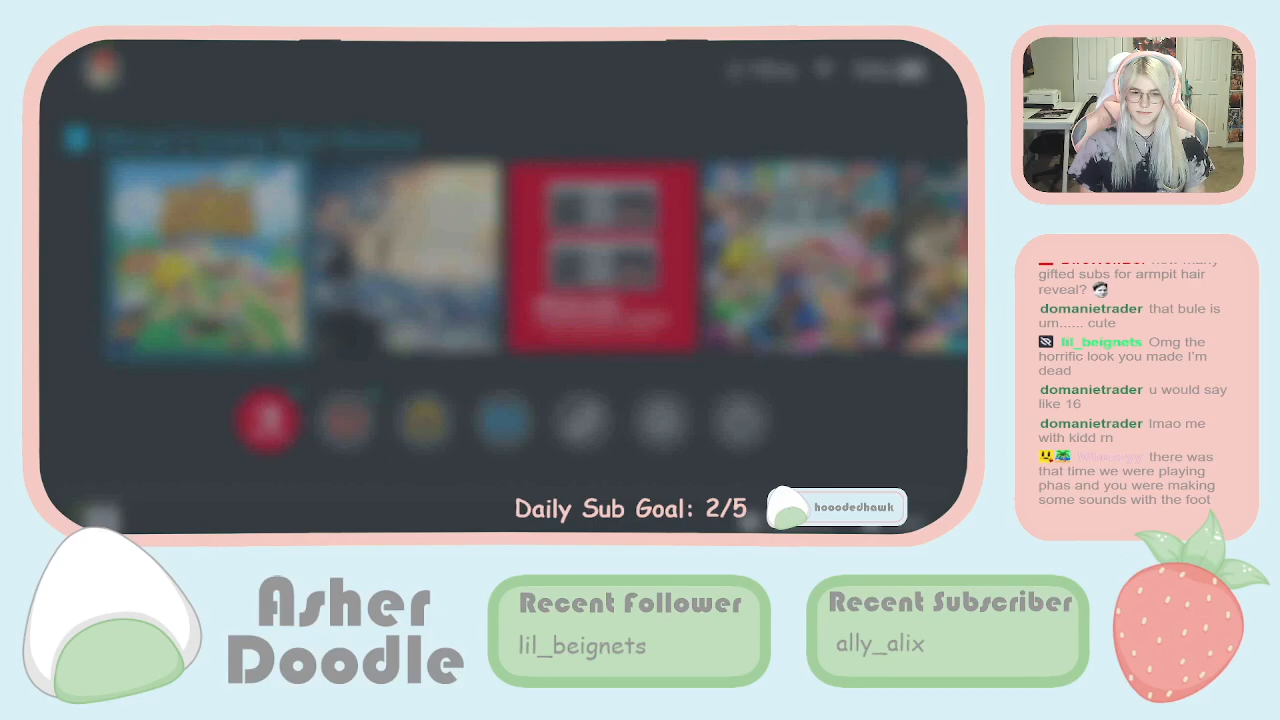 gifted subs for armpit hair
reveal?
domanietrader that bule is
um...... cute
lil_beignets Omg the
horrific look you made I'm
dead
domanietrader u would say
like 16
domanietrader lmao me
with kidd rn
there was
that time we were playing
phas and you were making
some sounds with the foot
Daily Sub Goal: 2/5
hooodedhawk
Asher
Doodle
Recent Follower
lil_beignets
Recent Subscriber
ally_alix